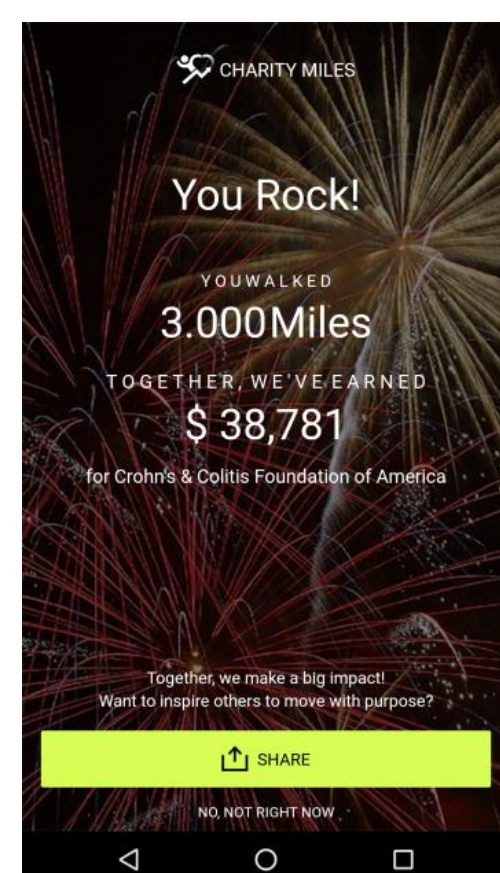 CHARITY MILES
You Rock!
YOUWALKED
3.000Miles
TOGETHER, WE'VE EARNED
$ 38,781
for Crohn's & Colitis Foundation of America
Together, we make a big impact!
Want to inspire others to move with purpose?
SHARE
NO, NOT RIGHT NOW